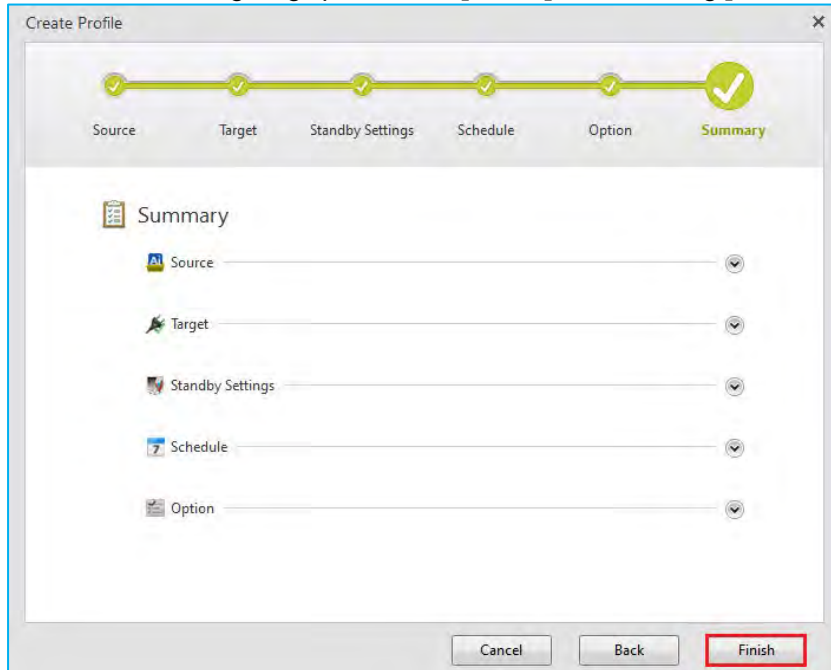 Create Profile
Source Target Standby Settings Schedule Option Summary
Summary
Source
Target
Standby Settings
7 Schedule
Option
Cancel Back Finish